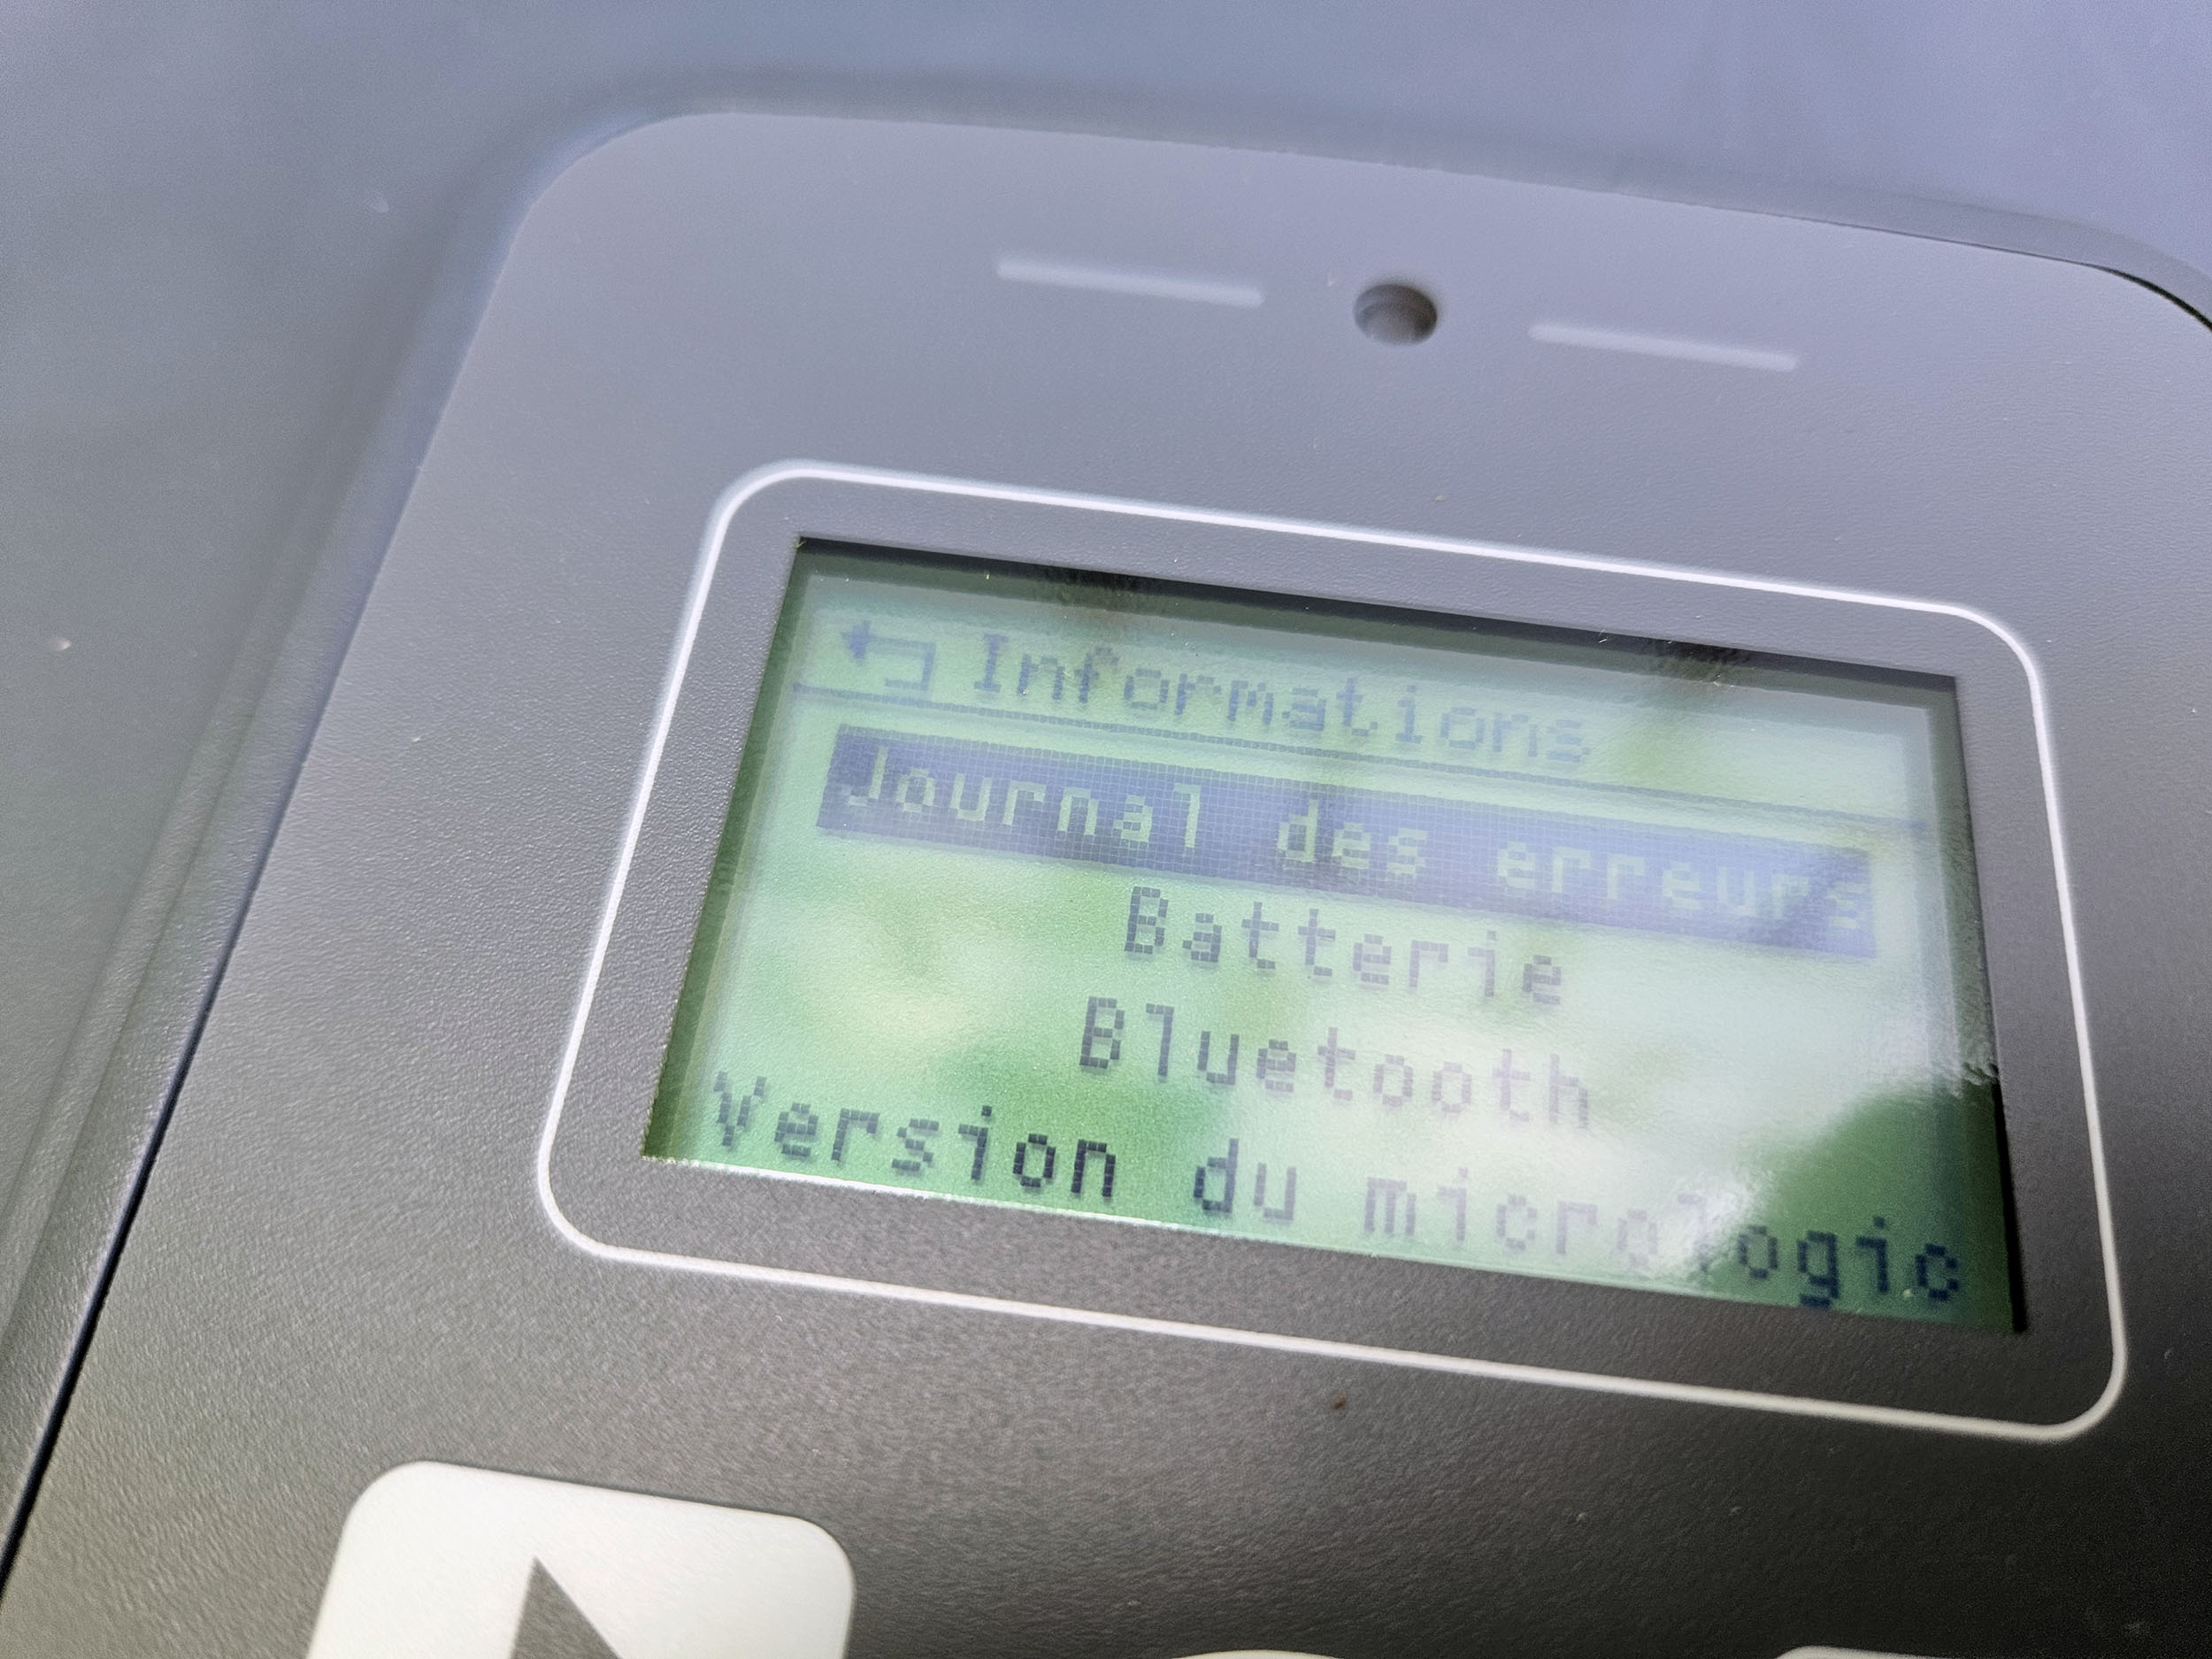 Informations
Journal des erreurs
Batterie
Bluetooth
Version du micrologic